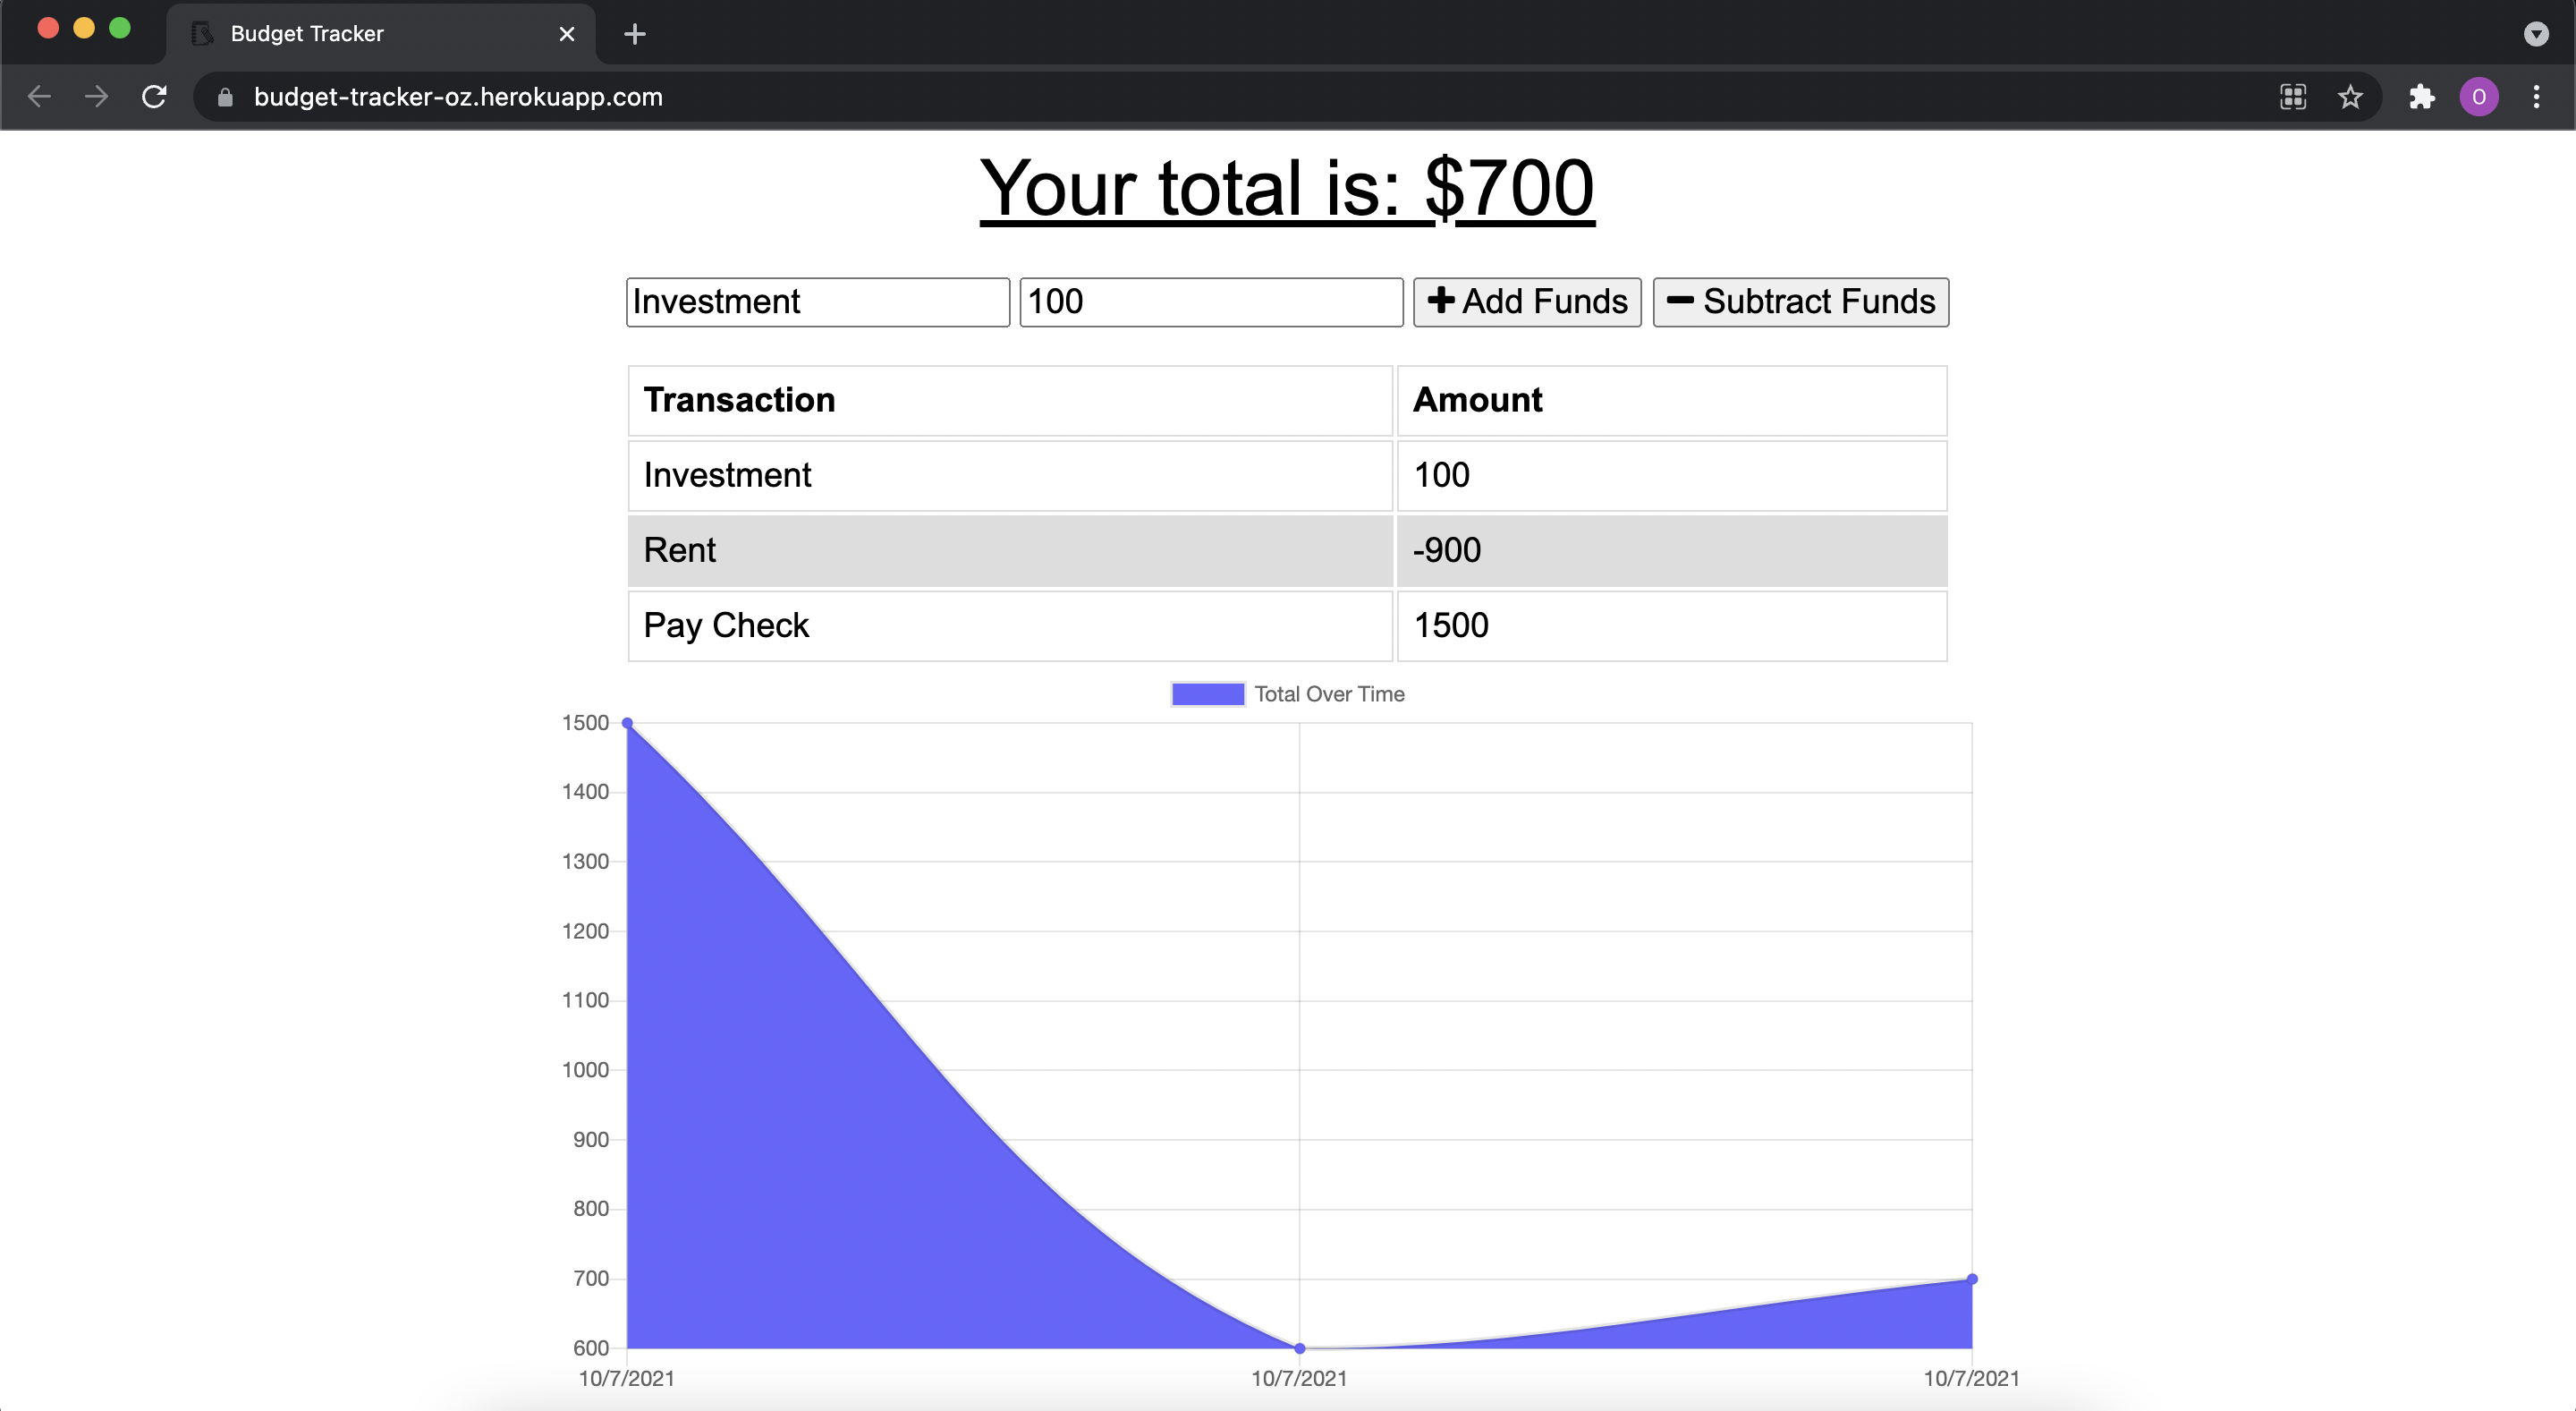 Budget Tracker
budget-tracker-oz.herokuapp.com
O
Your total is: $700
Investment 100 Add Funds Subtract Funds
Transaction Amount
Investment 100
Rent -900
Pay Check 1500
Total Over Time
1500
1400
1300
1200
1100
1000
900
800
700
600
10/7/2021 10/7/2021 10/7/2021